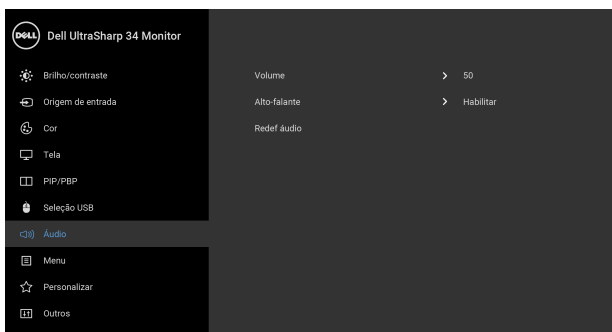 DELL Dell UltraSharp 34 Monitor
Brilho/contraste Volume 50
Origem de entrada Alto-falante Habilitar
Cor Redef áudio
Tela
PIP/PBP
Seleção USB
Áudio
Menu
Personalizar
Outros